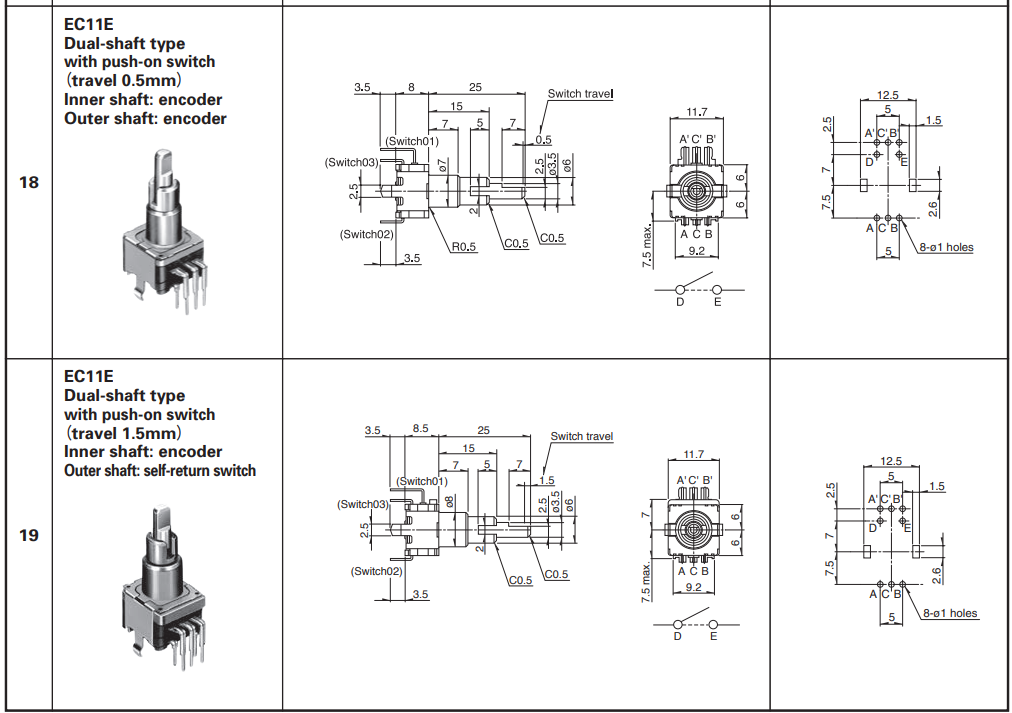 18
EC11E
Dual-shaft type
with push-on switch
(travel 0.5mm)
Inner shaft: encoder
Outer shaft: encoder
3.5
8
25
Switch travel
15
7
5
7
0.5
(Switch01)
(Switch03)
2.5
ø7
2.5
ø3.5
ø6
2
(Switch02)
3.5
R0.5
C0.5
C0.5
11.7
A' C' B'
6
6
7.5 max.
A C B
9.2
D
E
12.5
5
1.5
2.5
A' C' B'
D
E
7
7.5
2.6
A C B
8-ø1 holes
5
19
EC11E
Dual-shaft type
with push-on switch
(travel 1.5mm)
Inner shaft: encoder
Outer shaft: self-return switch
3.5
8.5
25
Switch travel
15
7
5
7
1.5
(Switch01)
(Switch03)
2.5
ø8
2.5
ø3.5
ø6
2
(Switch02)
3.5
C0.5
C0.5
11.7
A' C' B'
7
6
6
7.5 max.
A C B
9.2
D
E
12.5
5
1.5
2.5
A' C' B'
D
E
7
7.5
2.6
A C B
8-ø1 holes
5